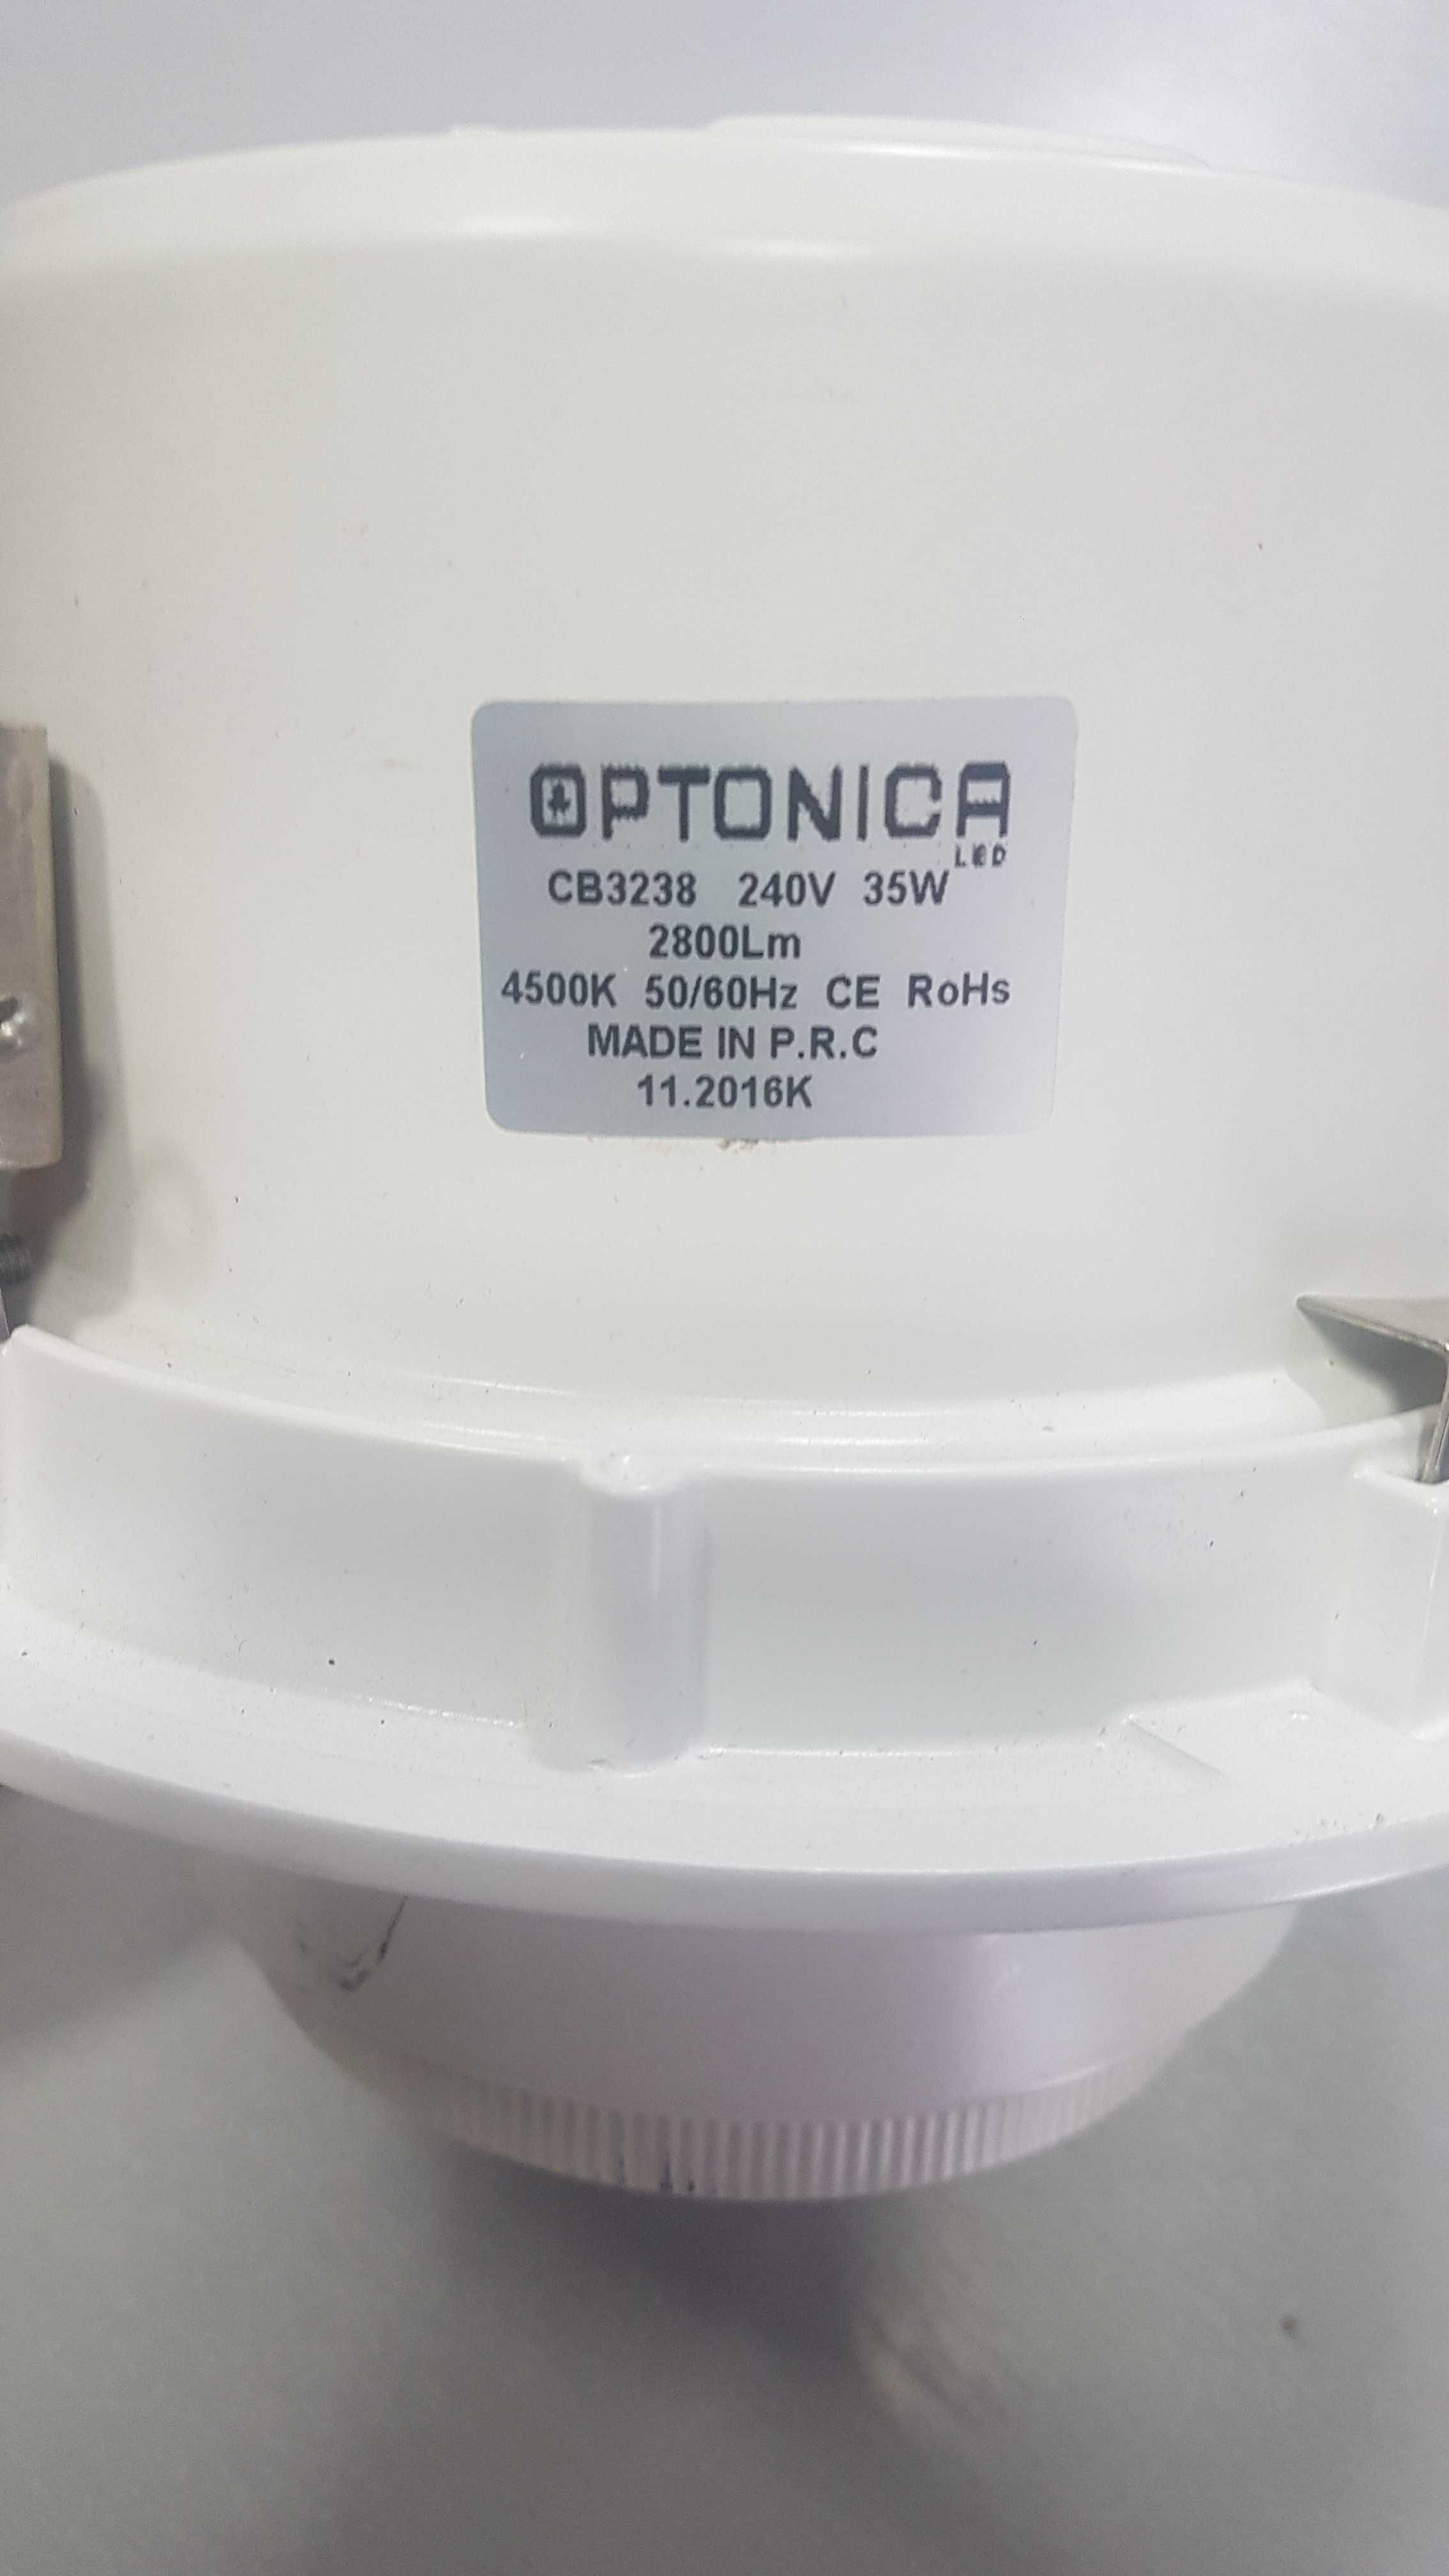 OPTONICA
LED
CB3238 240V 35W
2800Lm
4500K 50/60Hz CE RoHs
MADE IN P.R.C
11.2016K